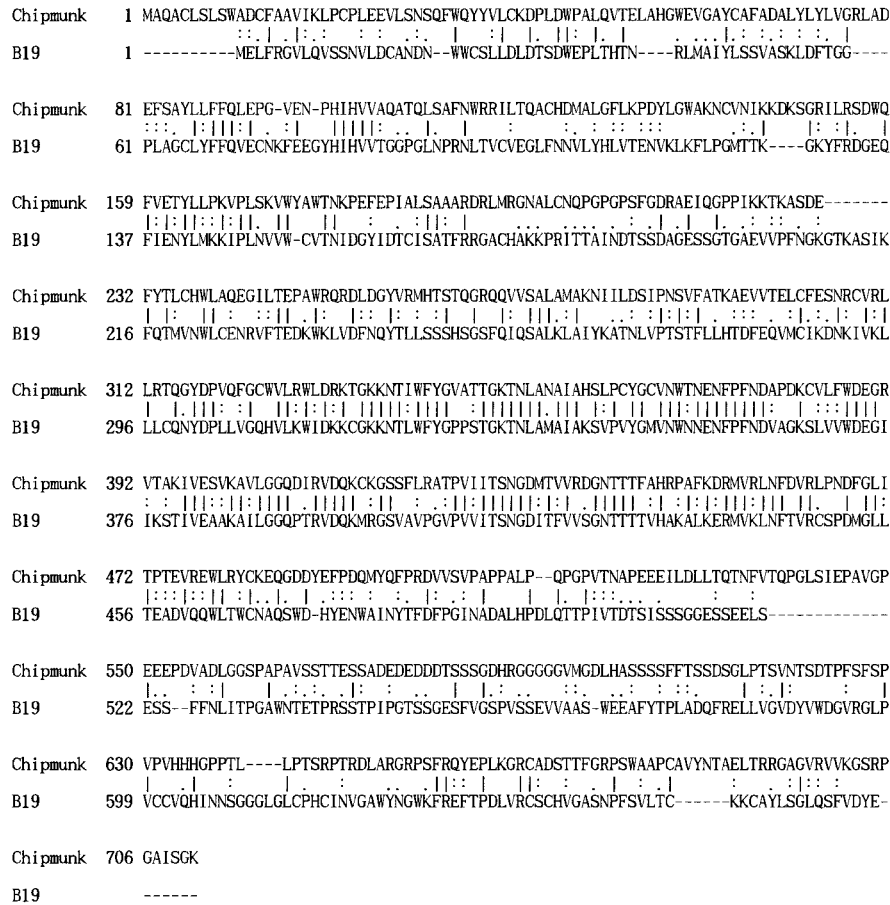 Chipmunk 1 MAQACLSLSWADCFAAVIKLPCPLEEVLSNSQFWQYYVLCKDPLDWPALQVTELAHGWEVGAYCAFADALYLYLVGRLAD
B19 1 ----------MELFRGVLQVSSNVLDCANDN--WWCSLLDLDTSDWEPLTHTN----RLMAIYLSSVASKLDFTGG----
Chipmunk 81 EFSAYLLFFQLEPG-VEN-PHIHVVAQATQLSAFNWRRILTQACHDMALGFLKPDYLGWAKNCVNIKKDKSGRILRSDWQ
B19 61 PLAGCLYFFQVECNKFEEGYHIHVVTGGPGLNPRNLTVCVEGLFNNVLYHLVTENVKLKFLPGMTTK----GKYFRDGEQ
Chipmunk 159 FVETYLLPKVPLSKVWYAWTNKPEFEPIALSAAARDRLMRGNALCNQPGPGPSFGDRAEIQGPPIKKTKASDE-------
B19 137 FIENYLMKKIPLNVVW-CVTNIDGYIDTCISATFRRGACHAKKPRITTAINDTSSDAGESSGTGAEVVPFNGKGTKASIK
Chipmunk 232 FYTLCHWLAQEGILTEPAWRQRDLDGYVRMHTSTQGRQQVVSALAMAKNIILDSIPNSVFATKAEVVTELCFESNRCVRL
B19 216 FQTMVNWLCENRVFTEDKWKLVDFNQYTLLSSSHSGSFQIQSALKLAIYKATNLVPTSTFLLHTDFEQVMCIKDNKIVKL
Chipmunk 312 LRTQGYDPVQFGCWVLRWLDRKTGKKNTIWFYGVATTGKTNLANAIAHSLPCYGCVNWTNENFPFNDAPDKCVLFWDEGR
B19 296 LLCQNYDPLLVGQHVLKWIDKKCGKKNTLWFYGPPSTGKTNLAMAIAKSVPVYGMVNWNNENFPFNDVAGKSLVVWDEGI
Chipmunk 392 VTAKIVESVKAVLGGQDIRVDQKCKGSSFLRATPVIITSNGDMTVVRDGNTTTFAHRPAFKDRMVRLNFDVRLPNDFGLI
B19 376 IKSTIVEAAKAILGGQPTRVDQKMRGSVAVPGVPVVITSNGDITFVVSGNTTTTVHAKALKERMVKLNFTVRCSPDMGLL
Chipmunk 472 TPTEVREWLRYCKEQGDDYEFPDQMYQFPRDVVSVPAPPALP--QPGPVTNAPEEEILDLLTQTNFVTQPGLSIEPAVGP
B19 456 TEADVQQWLTWCNAQSWD-HYENWAINYTFDFPGINADALHPDLQTTPIVTDTSISSSGGESSEELS-------------
Chipmunk 550 EEEPDVADLGGSPAPAVSSTTESSADEDEDDDTSSSGDHRGGGGGVMGDLHASSSSFFTSSDSGLPTSVNTSDTPFSFSP
B19 522 ESS--FFNLITPGAWNTETPRSSTPIPGTSSGESFVGSPVSSEVVAAS-WEEAFYTPLADQFRELLVGVDYVWDGVRGLP
Chipmunk 630 VPVHHHGPPTL----LPTSRPTRDLARGRPSFRQYEPLKGRCADSTTFGRPSWAAPCAVYNTAELTRRGAGVRVVKGSRP
B19 599 VCCVQHINNSGGGLGLCPHCINVGAWYNGWKFREFTPDLVRCSCHVGASNPFSVLTC------KKCAYLSGLQSFVDYE-
Chipmunk 706 GAISGK
B19 ------